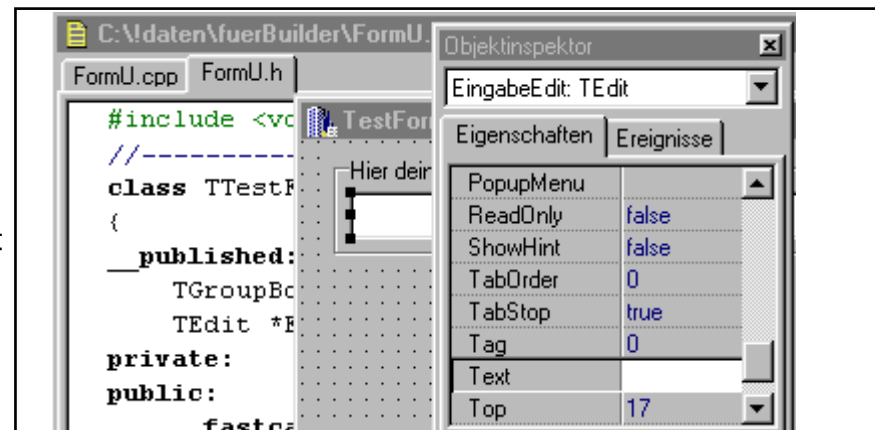 C:\!daten\fuerBuilder\FormU.
FormU.cpp FormU.h
#include <vc
//----------
class TTestF
{
__published:
TGroupBo
TEdit *E
private:
public:
fastca
TestForm
Hier dein
Objektinspektor
EingabeEdit: TEdit
Eigenschaften Ereignisse
PopupMenu
ReadOnly false
ShowHint false
TabOrder 0
TabStop true
Tag 0
Text
Top 17